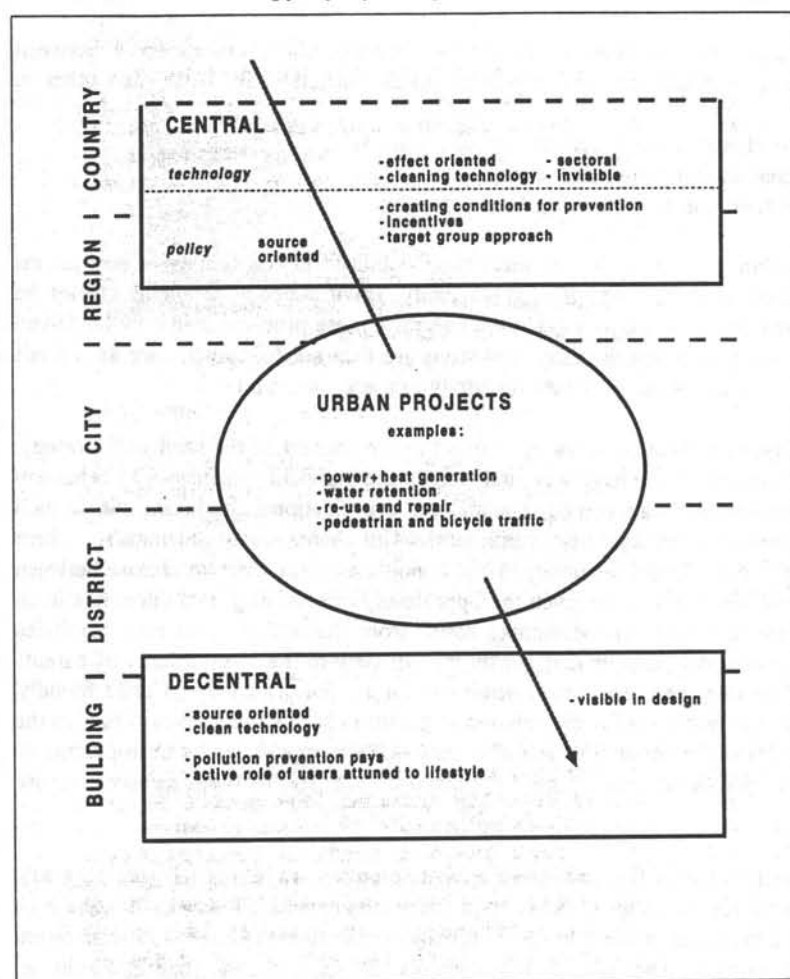 COUNTRY
REGION
CITY
DISTRICT
BUILDING
CENTRAL
technology
-effect oriented - sectoral
-cleaning technology - invisible
-creating conditions for prevention
-incentives
-target group approach
policy source
oriented
URBAN PROJECTS
examples:
-power+heat generation
-water retention
-re-use and repair
-pedestrian and bicycle traffic
DECENTRAL
-source oriented
-clean technology
-pollution prevention pays
-active role of users attuned to lifestyle
-visible in design